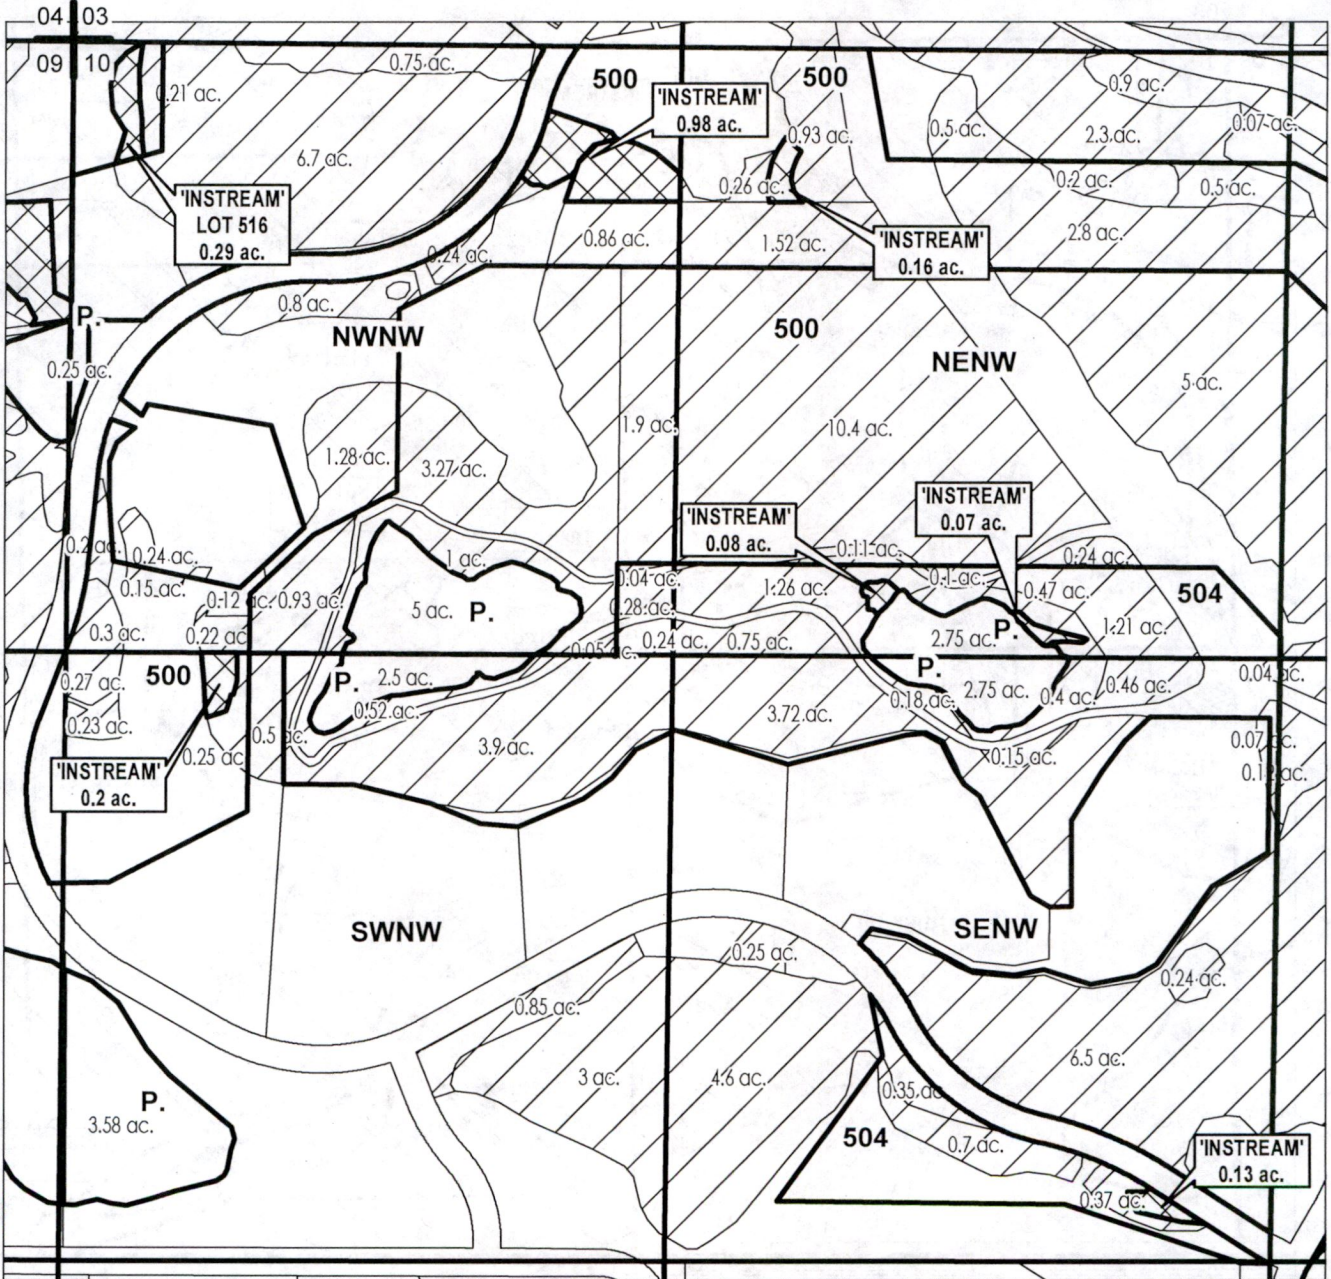 04 03
09 10
0.75 ac.
500
500
0.9 ac.
0.21 ac.
'INSTREAM'
0.98 ac.
0.93 ac.
0.5 ac.
2.3 ac.
0.07 ac.
6.7 ac.
0.26 ac.
0.2 ac.
0.5 ac.
'INSTREAM'
LOT 516
0.29 ac.
0.24 ac.
0.86 ac.
1.52 ac.
'INSTREAM'
0.16 ac.
2.8 ac.
P.
0.8 ac.
NWNW
500
NENW
0.25 ac.
5 ac.
1.9 ac.
10.4 ac.
1.28 ac.
3.27 ac.
'INSTREAM'
0.08 ac.
'INSTREAM'
0.07 ac.
0.2 ac.
0.24 ac.
1 ac.
0.11 ac.
0.24 ac.
0.15 ac.
0.12 ac.
0.93 ac.
0.04 ac.
1.26 ac.
0.1 ac.
0.47 ac.
504
5 ac.
P.
0.28 ac.
0.3 ac.
0.22 ac
0.24 ac.
0.75 ac.
2.75 ac.
P.
1.21 ac.
0.05 ac.
500
0.27 ac.
P.
2.5 ac.
P.
2.75 ac.
0.4 ac.
0.46 ac.
0.04 ac.
0.23 ac.
0.52 ac.
3.72 ac.
0.18 ac.
0.5 ac.
3.9 ac.
0.07 ac.
0.25 ac.
0.15 ac.
'INSTREAM'
0.2 ac.
SWNW
SENW
0.25 ac.
0.24 ac.
0.85 ac.
3 ac.
4.6 ac.
6.5 ac.
P.
3.58 ac.
0.35 ac
504
0.7 ac.
'INSTREAM'
0.13 ac.
0.37 ac.